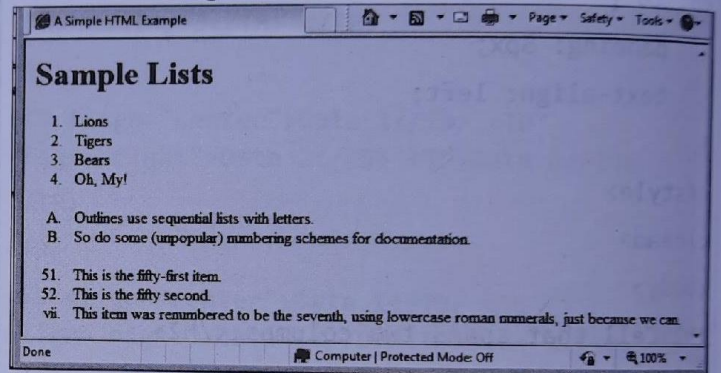 A Simple HTML Example
Page Safety Tools
Sample Lists
1. Lions
2. Tigers
3. Bears
4. Oh, My!
A. Outlines use sequential lists with letters.
B. So do some (unpopular) numbering schemes for documentation.
51. This is the fifty-first item.
52. This is the fifty second.
vii. This item was renumbered to be the seventh, using lowercase roman numerals, just because we can.
Done Computer | Protected Mode: Off 100%